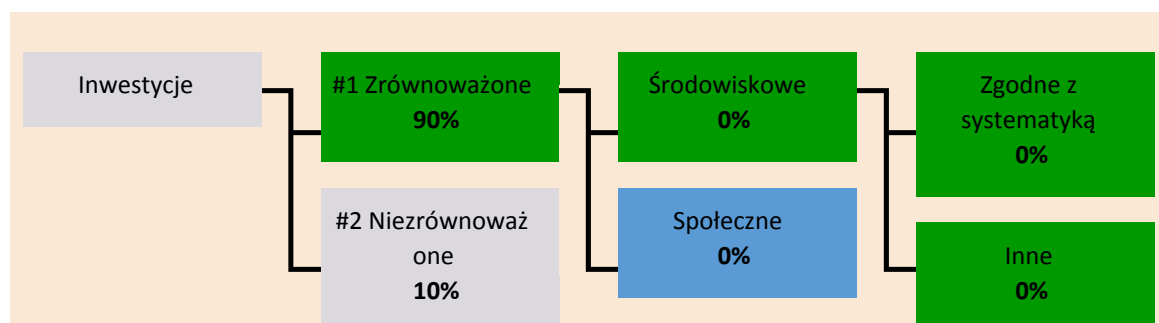 Inwestycje
#1 Zrównoważone
90%
#2 Niezrównoważ
one
10%
Środowiskowe
0%
Społeczne
0%
Zgodne z
systematyką
0%
Inne
0%